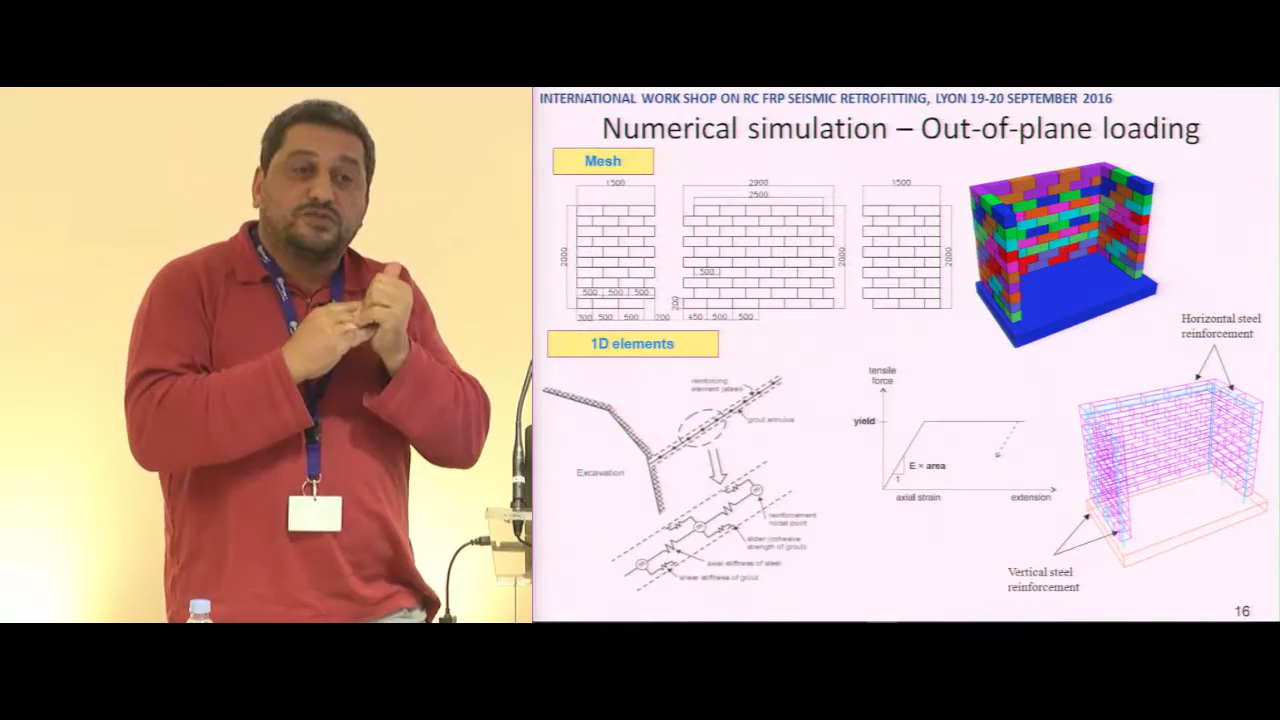 INTERNATIONAL WORK SHOP ON RC FRP SEISMIC RETROFITTING, LYON 19-20 SEPTEMBER 2016
Numerical simulation – Out-of-plane loading
Mesh
1500
2900
2500
1500
2000
2000
2000
500
500 500 500
200
300 500 500 200
450 500 500
1D elements
Horizontal steel
reinforcement
reinforcing
element (steel)
grout annulus
Excavation
reinforcement
nodal point
slider (cohesive
strength of grout)
axial stiffness of steel
shear stiffness of grout
tensile
force
yield
E × area
1
axial strain
extension
Vertical steel
reinforcement
16